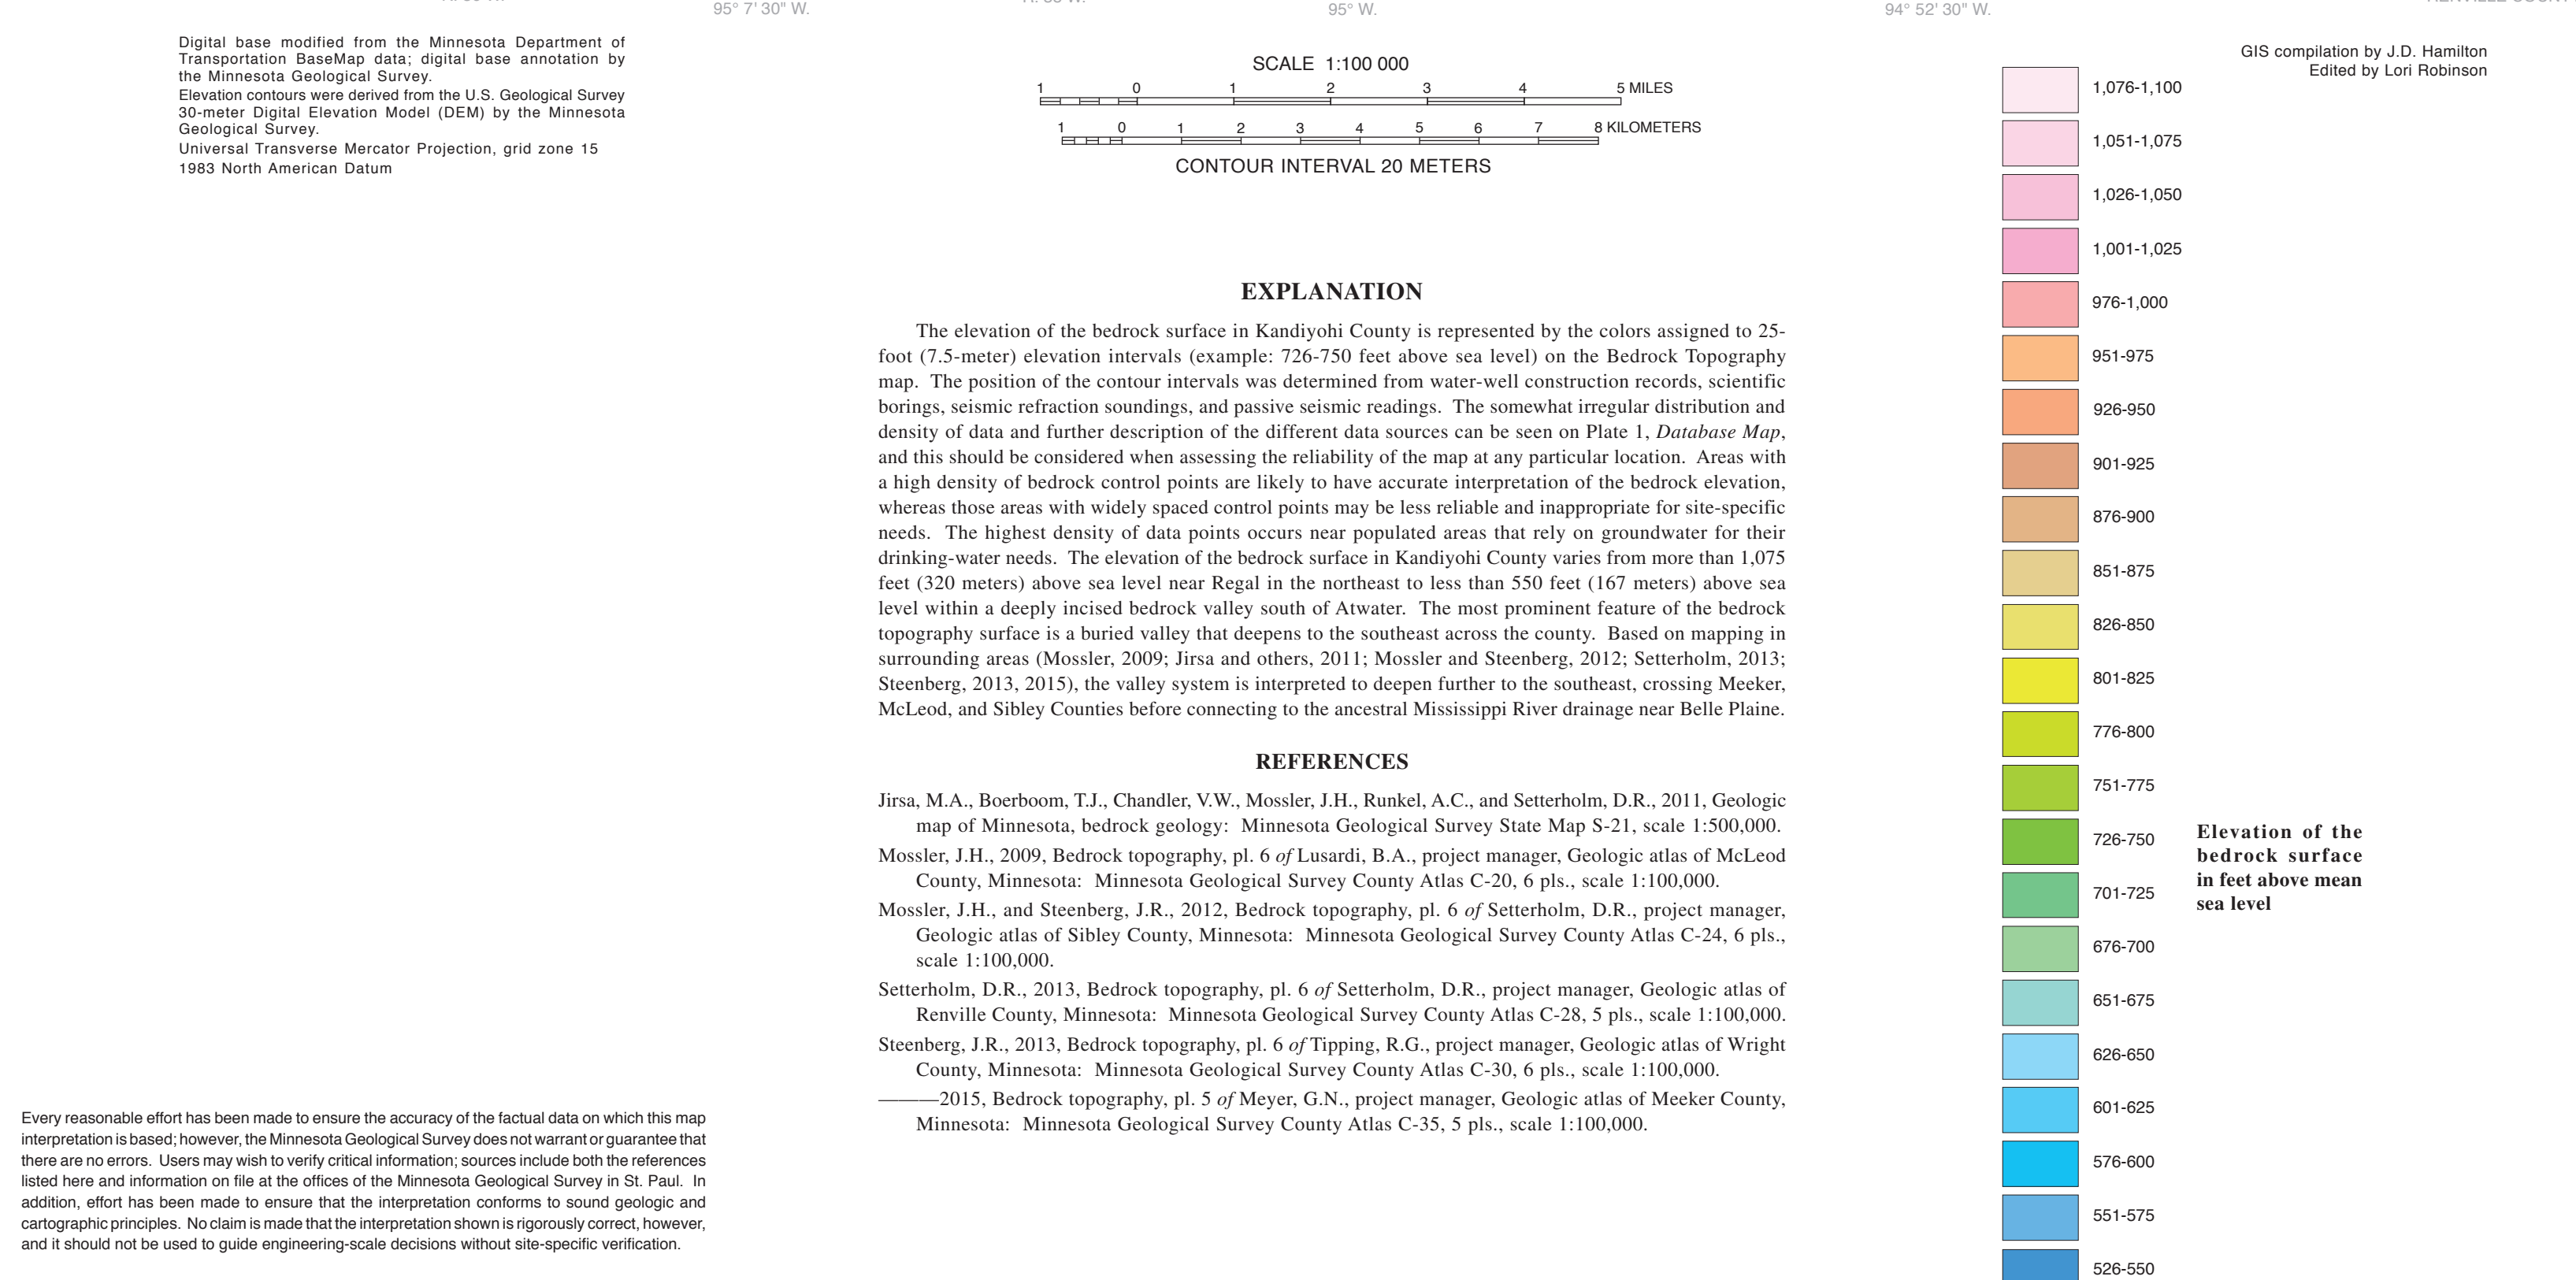 95° 7' 30" W.
95° W.
94° 52' 30" W.
Digital base modified from the Minnesota Department of
Transportation BaseMap data; digital base annotation by
the Minnesota Geological Survey.
Elevation contours were derived from the U.S. Geological Survey
30-meter Digital Elevation Model (DEM) by the Minnesota
Geological Survey.
Universal Transverse Mercator Projection, grid zone 15
1983 North American Datum
SCALE 1:100 000
1 0 1 2 3 4 5 MILES
1 0 1 2 3 4 5 6 7 8 KILOMETERS
CONTOUR INTERVAL 20 METERS
GIS compilation by J.D. Hamilton
Edited by Lori Robinson
EXPLANATION
The elevation of the bedrock surface in Kandiyohi County is represented by the colors assigned to 25-
foot (7.5-meter) elevation intervals (example: 726-750 feet above sea level) on the Bedrock Topography
map. The position of the contour intervals was determined from water-well construction records, scientific
borings, seismic refraction soundings, and passive seismic readings. The somewhat irregular distribution and
density of data and further description of the different data sources can be seen on Plate 1, Database Map,
and this should be considered when assessing the reliability of the map at any particular location. Areas with
a high density of bedrock control points are likely to have accurate interpretation of the bedrock elevation,
whereas those areas with widely spaced control points may be less reliable and inappropriate for site-specific
needs. The highest density of data points occurs near populated areas that rely on groundwater for their
drinking-water needs. The elevation of the bedrock surface in Kandiyohi County varies from more than 1,075
feet (320 meters) above sea level near Regal in the northeast to less than 550 feet (167 meters) above sea
level within a deeply incised bedrock valley south of Atwater. The most prominent feature of the bedrock
topography surface is a buried valley that deepens to the southeast across the county. Based on mapping in
surrounding areas (Mossler, 2009; Jirsa and others, 2011; Mossler and Steenberg, 2012; Setterholm, 2013;
Steenberg, 2013, 2015), the valley system is interpreted to deepen further to the southeast, crossing Meeker,
McLeod, and Sibley Counties before connecting to the ancestral Mississippi River drainage near Belle Plaine.
REFERENCES
Jirsa, M.A., Boerboom, T.J., Chandler, V.W., Mossler, J.H., Runkel, A.C., and Setterholm, D.R., 2011, Geologic
map of Minnesota, bedrock geology: Minnesota Geological Survey State Map S-21, scale 1:500,000.
Mossler, J.H., 2009, Bedrock topography, pl. 6 of Lusardi, B.A., project manager, Geologic atlas of McLeod
County, Minnesota: Minnesota Geological Survey County Atlas C-20, 6 pls., scale 1:100,000.
Mossler, J.H., and Steenberg, J.R., 2012, Bedrock topography, pl. 6 of Setterholm, D.R., project manager,
Geologic atlas of Sibley County, Minnesota: Minnesota Geological Survey County Atlas C-24, 6 pls.,
scale 1:100,000.
Setterholm, D.R., 2013, Bedrock topography, pl. 6 of Setterholm, D.R., project manager, Geologic atlas of
Renville County, Minnesota: Minnesota Geological Survey County Atlas C-28, 5 pls., scale 1:100,000.
Steenberg, J.R., 2013, Bedrock topography, pl. 6 of Tipping, R.G., project manager, Geologic atlas of Wright
County, Minnesota: Minnesota Geological Survey County Atlas C-30, 6 pls., scale 1:100,000.
———2015, Bedrock topography, pl. 5 of Meyer, G.N., project manager, Geologic atlas of Meeker County,
Minnesota: Minnesota Geological Survey County Atlas C-35, 5 pls., scale 1:100,000.
Every reasonable effort has been made to ensure the accuracy of the factual data on which this map
interpretation is based; however, the Minnesota Geological Survey does not warrant or guarantee that
there are no errors. Users may wish to verify critical information; sources include both the references
listed here and information on file at the offices of the Minnesota Geological Survey in St. Paul. In
addition, effort has been made to ensure that the interpretation conforms to sound geologic and
cartographic principles. No claim is made that the interpretation shown is rigorously correct, however,
and it should not be used to guide engineering-scale decisions without site-specific verification.
1,076-1,100
1,051-1,075
1,026-1,050
1,001-1,025
976-1,000
951-975
926-950
901-925
876-900
851-875
826-850
801-825
776-800
751-775
726-750
701-725
676-700
651-675
626-650
601-625
576-600
551-575
526-550
Elevation of the
bedrock surface
in feet above mean
sea level